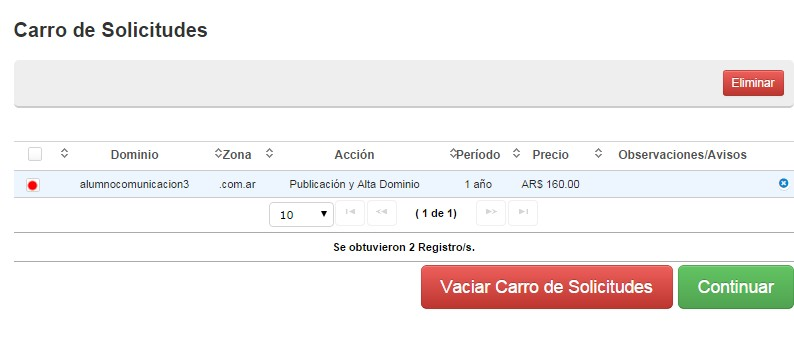 Carro de Solicitudes
Eliminar
Dominio Zona Acción Período Precio Observaciones/Avisos
alumnocomunicacion3 .com.ar Publicación y Alta Dominio 1 año AR$ 160.00
10 ( 1 de 1)
Se obtuvieron 2 Registro/s.
Vaciar Carro de Solicitudes Continuar